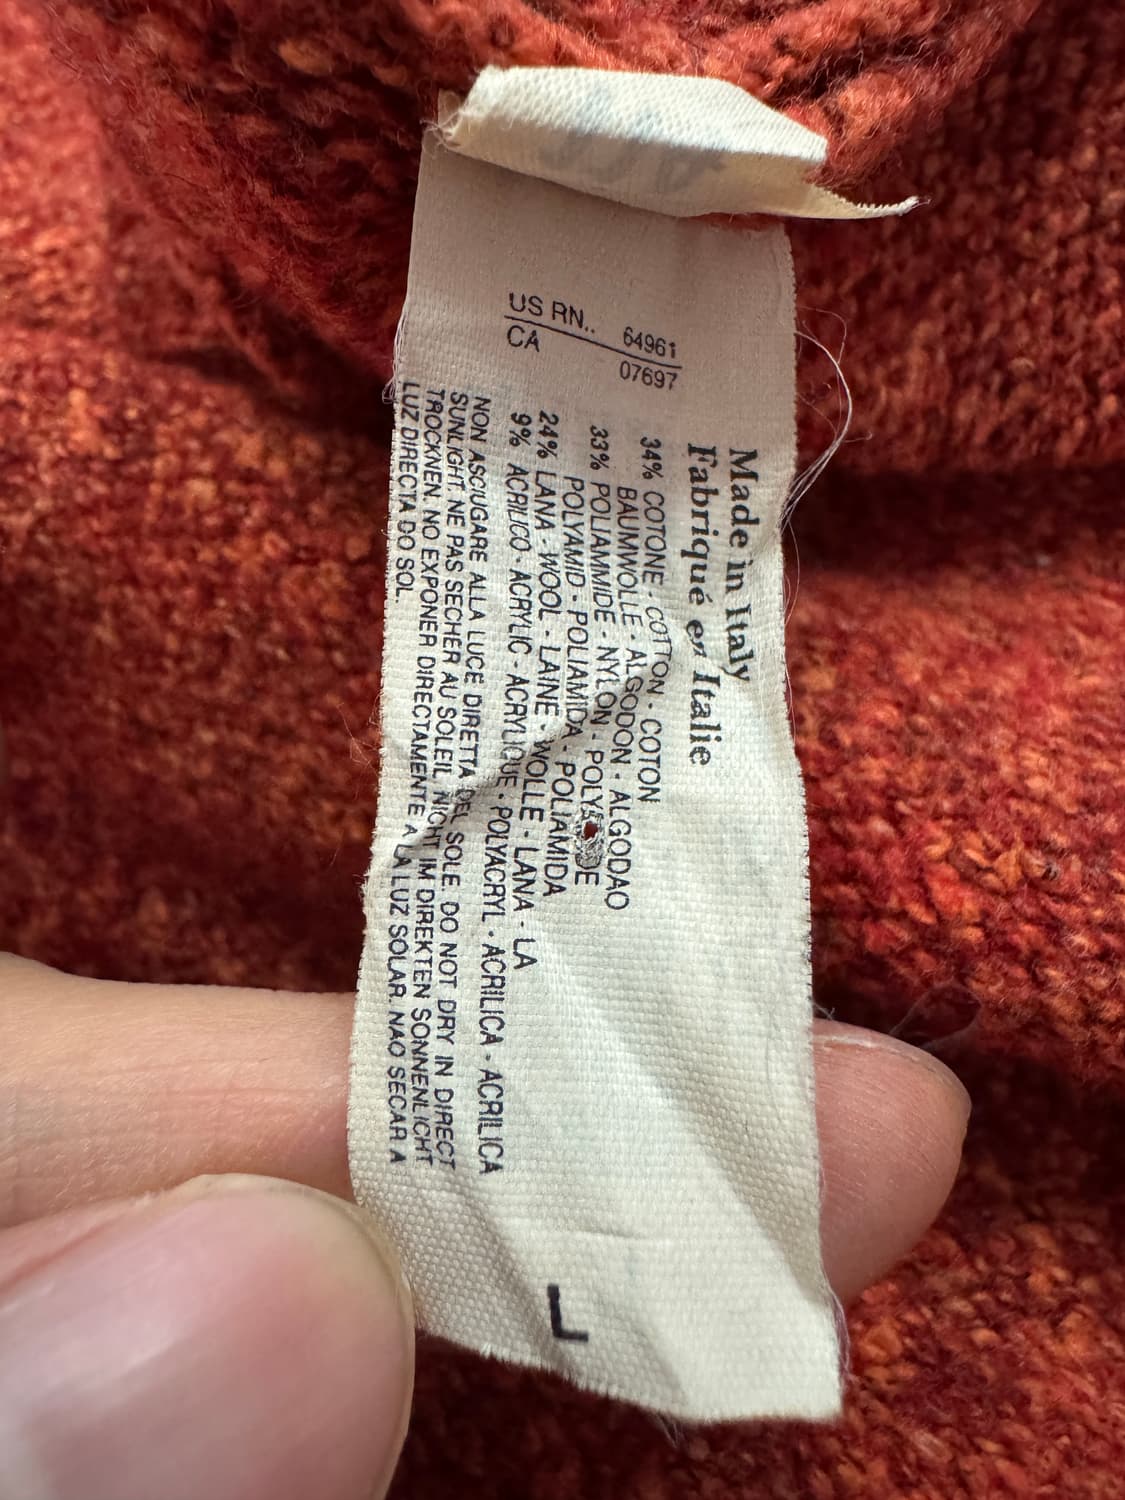 US RN.. 64961
CA 07697
Made in Italy
Fabriqué en Italie
34% COTONE - COTTON - COTON
BAUMWOLLE - ALGODON - ALGODAO
33% POLIAMMIDE - NYLON -
POLYAMID - POLIAMIDA - POLIAMIDA
24% LANA - WOOL - LAINE - WOLLE - LANA - LA
9% ACRILICO - ACRYLIC - ACRYLIQUE - POLYACRYL - ACRILICA - ACRILICA
NON ASCIUGARE ALLA LUCE DIRETTA DEL SOLE. DO NOT DRY IN DIRECT
SUNLIGHT. NE PAS SECHER AU SOLEIL. NICHT IM DIREKTEN SONNENLICHT
TROCKNEN. NO EXPONER DIRECTAMENTE A LA LUZ SOLAR. NAO SECAR A
LUZ DIRECTA DO SOL.
L